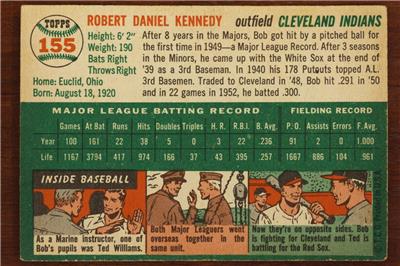 TOPPS
155
ROBERT DANIEL KENNEDY outfield CLEVELAND INDIANS
Height: 6' 2"
Weight: 190
Bats Right
Throws Right
Home: Euclid, Ohio
Born: August 18, 1920
After 8 years in the Majors, Bob got hit by a pitched ball for
the first time in 1949—a Major League Record. After 3 seasons
in the Minors, he came up with the White Sox at the end of
'39 as a 3rd Baseman. In 1940 his 178 Putouts topped A.L.
3rd Basemen. Traded to Cleveland in '48, Bob hit .291 in '50
and in 22 games in 1952, he batted .300.
MAJOR LEAGUE BATTING RECORD FIELDING RECORD
Games At Bat Runs Hits Doubles Triples H.R. R.B.I. B. Avg. P.O. Assists Errors F. Avg.
YEAR 100 161 22 38 5 0 3 22 .236 91 2 0 1.000
LIFE 1167 3794 417 966 166 37 45 395 .257 1667 886 104 .961
INSIDE BASEBALL
As a Marine instructor, one of
Bob's pupils was Ted Williams.
Both Major Leaguers went
overseas together in the
same unit.
Now they're on opposite sides. Bob
is fighting for Cleveland and Ted is
battling for the Red Sox.